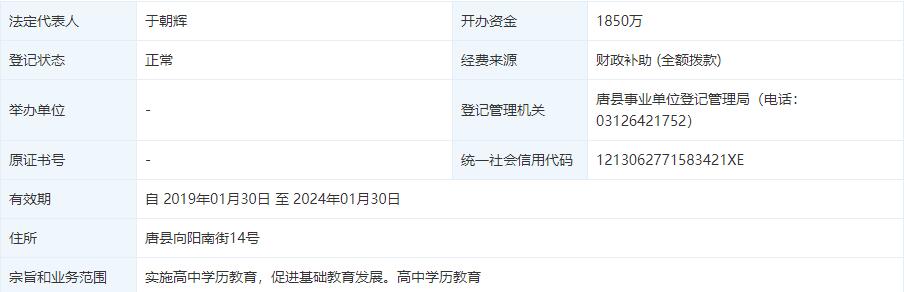 法定代表人 于朝辉 开办资金 1850万
登记状态 正常 经费来源 财政补助 (全额拨款)
举办单位 - 登记管理机关 唐县事业单位登记管理局（电话：
03126421752）
原证书号 - 统一社会信用代码 1213062771583421XE
有效期 自 2019年01月30日 至 2024年01月30日
住所 唐县向阳南街14号
宗旨和业务范围 实施高中学历教育，促进基础教育发展。高中学历教育